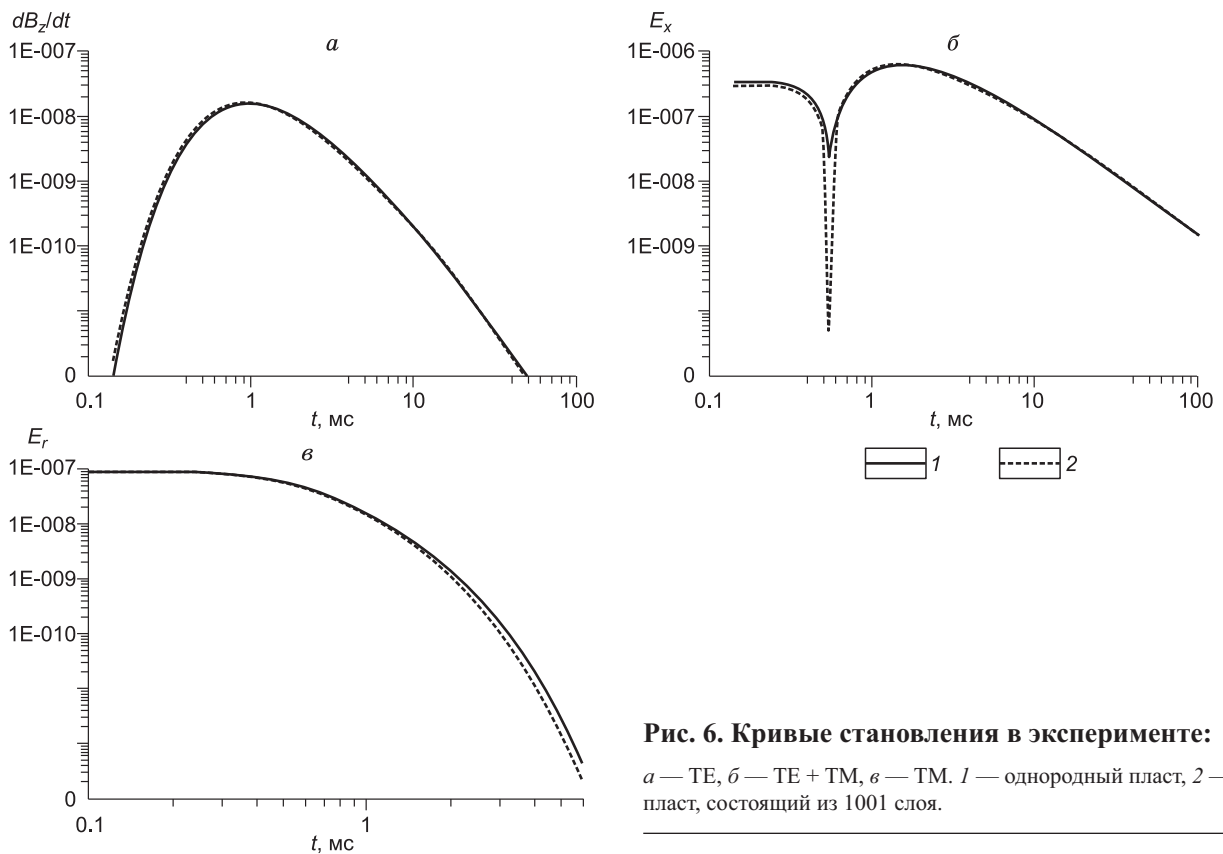 dBz/dt
а
1E-007
1E-008
1E-009
1E-010
0
0.1
1
10
100
t, мс
Ex
б
1E-006
1E-007
1E-008
1E-009
0
0.1
1
10
100
t, мс
1
2
Er
в
1E-007
1E-008
1E-009
1E-010
0
0.1
1
t, мс
Рис. 6. Кривые становления в эксперименте:
а — TE, б — TE + TM, в — TM. 1 — однородный пласт, 2 —
пласт, состоящий из 1001 слоя.